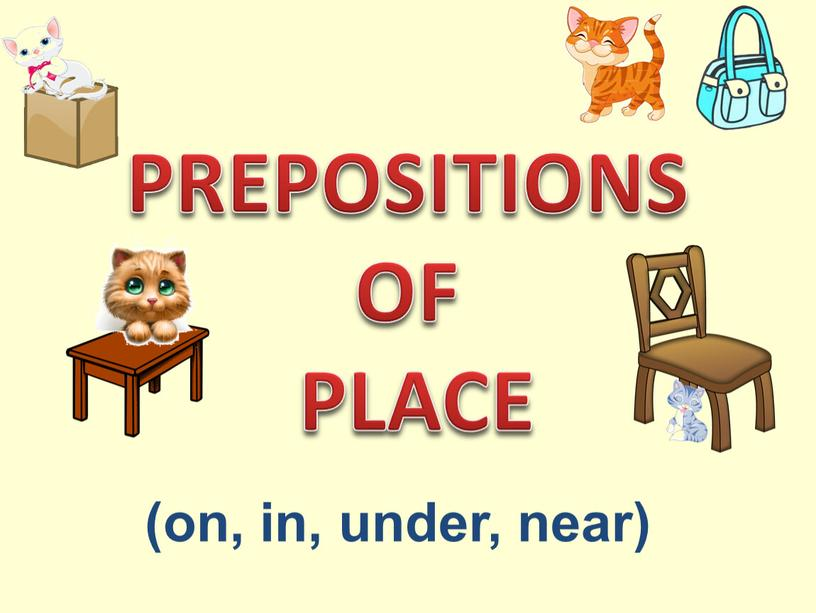 PREPOSITIONS
OF
PLACE
(on, in, under, near)